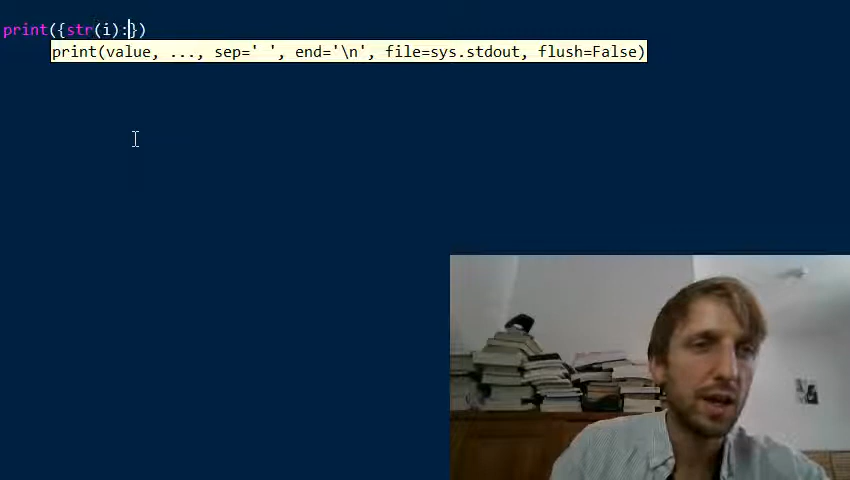 print({str(i):})
print(value, ..., sep=' ', end='\n', file=sys.stdout, flush=False)